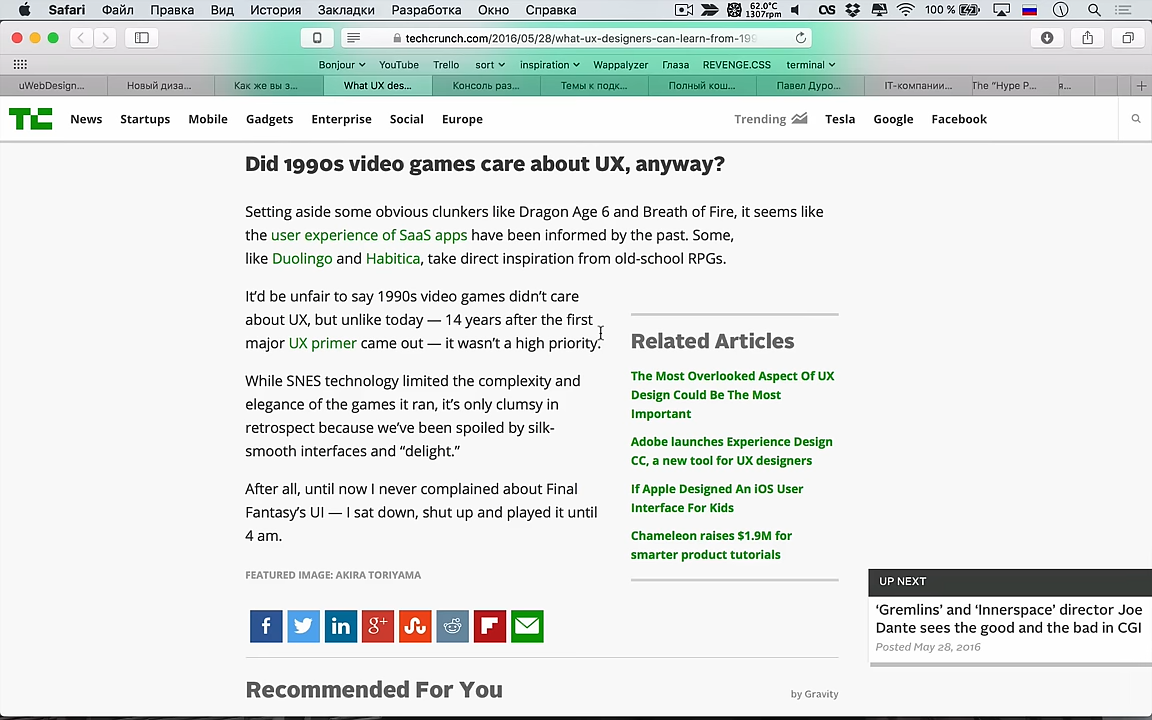 Safari Файл Правка Вид История Закладки Разработка Окно Справка 62.0°C 1307rpm 100 %
techcrunch.com/2016/05/28/what-ux-designers-can-learn-from-199
Bonjour YouTube Trello sort inspiration Wappalyzer Глаза REVENGE.CSS terminal
uWebDesign... Новый диза... Как же вы з... What UX des... Консоль раз... Темы к подк... Полный кош... Павел Дуро... IT-компании... The "Hype P... я...
TC News Startups Mobile Gadgets Enterprise Social Europe Trending Tesla Google Facebook
Did 1990s video games care about UX, anyway?
Setting aside some obvious clunkers like Dragon Age 6 and Breath of Fire, it seems like
the user experience of SaaS apps have been informed by the past. Some,
like Duolingo and Habitica, take direct inspiration from old-school RPGs.
It'd be unfair to say 1990s video games didn't care
about UX, but unlike today — 14 years after the first
major UX primer came out — it wasn't a high priority.
While SNES technology limited the complexity and
elegance of the games it ran, it's only clumsy in
retrospect because we've been spoiled by silk-
smooth interfaces and “delight.”
After all, until now I never complained about Final
Fantasy's UI — I sat down, shut up and played it until
4 am.
FEATURED IMAGE: AKIRA TORIYAMA
Related Articles
The Most Overlooked Aspect Of UX
Design Could Be The Most
Important
Adobe launches Experience Design
CC, a new tool for UX designers
If Apple Designed An iOS User
Interface For Kids
Chameleon raises $1.9M for
smarter product tutorials
UP NEXT
‘Gremlins’ and ‘Innerspace’ director Joe
Dante sees the good and the bad in CGI
Posted May 28, 2016
Recommended For You
by Gravity